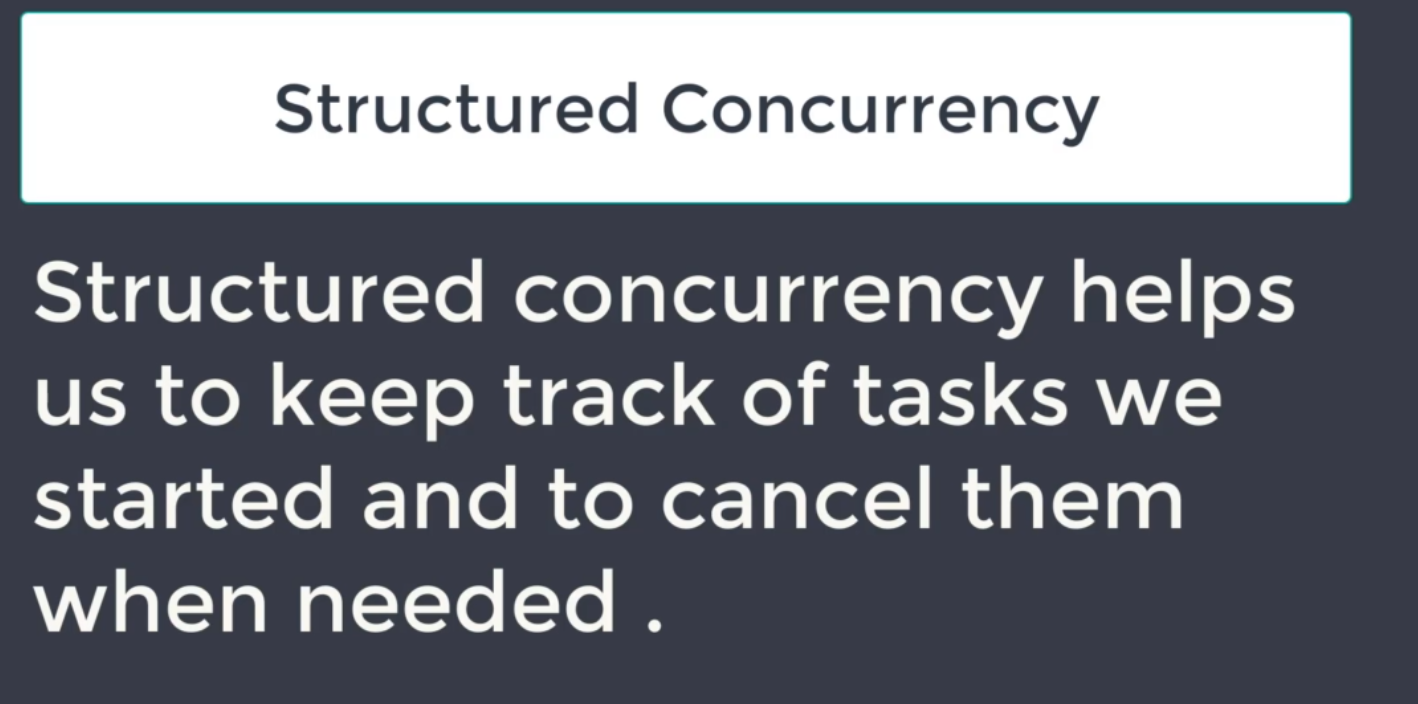 Structured Concurrency
Structured concurrency helps
us to keep track of tasks we
started and to cancel them
when needed .